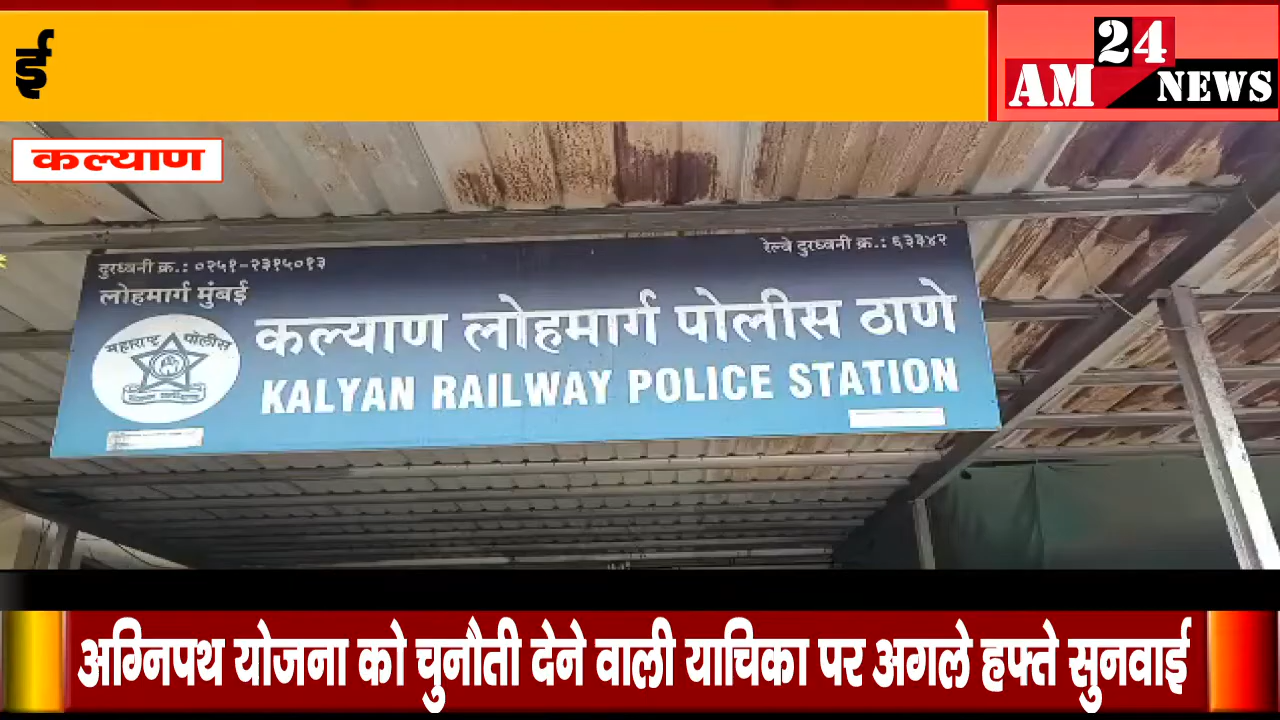 ई
AM 24 NEWS
कल्याण
दुरध्वनी क्र.: ०२५१-२३१५०१३
रेल्वे दुरध्वनी क्र.: ६३३४२
लोहमार्ग मुंबई
महाराष्ट्र पोलीस
कल्याण लोहमार्ग पोलीस ठाणे
KALYAN RAILWAY POLICE STATION
अग्निपथ योजना को चुनौती देने वाली याचिका पर अगले हफ्ते सुनवाई